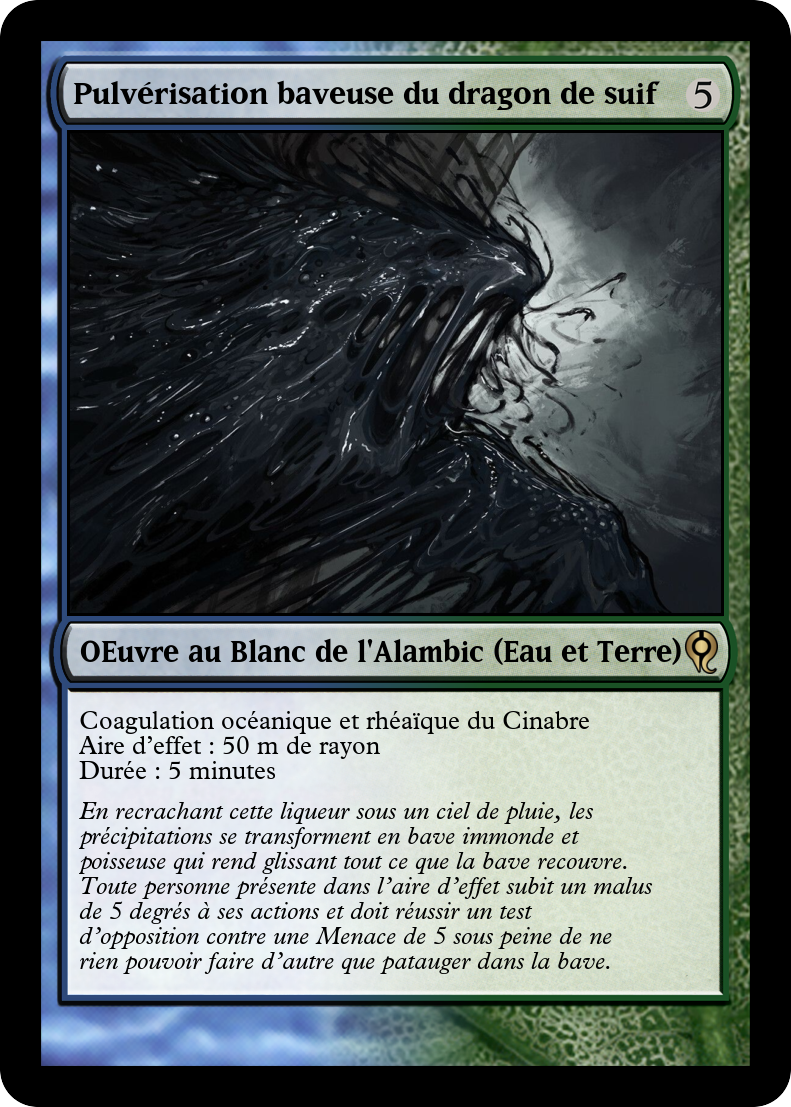 Pulvérisation baveuse du dragon de suif 5
OEuvre au Blanc de l'Alambic (Eau et Terre)
Coagulation océanique et rhéaïque du Cinabre
Aire d’effet : 50 m de rayon
Durée : 5 minutes
En recrachant cette liqueur sous un ciel de pluie, les
précipitations se transforment en bave immonde et
poisseuse qui rend glissant tout ce que la bave recouvre.
Toute personne présente dans l’aire d’effet subit un malus
de 5 degrés à ses actions et doit réussir un test
d’opposition contre une Menace de 5 sous peine de ne
rien pouvoir faire d’autre que patauger dans la bave.